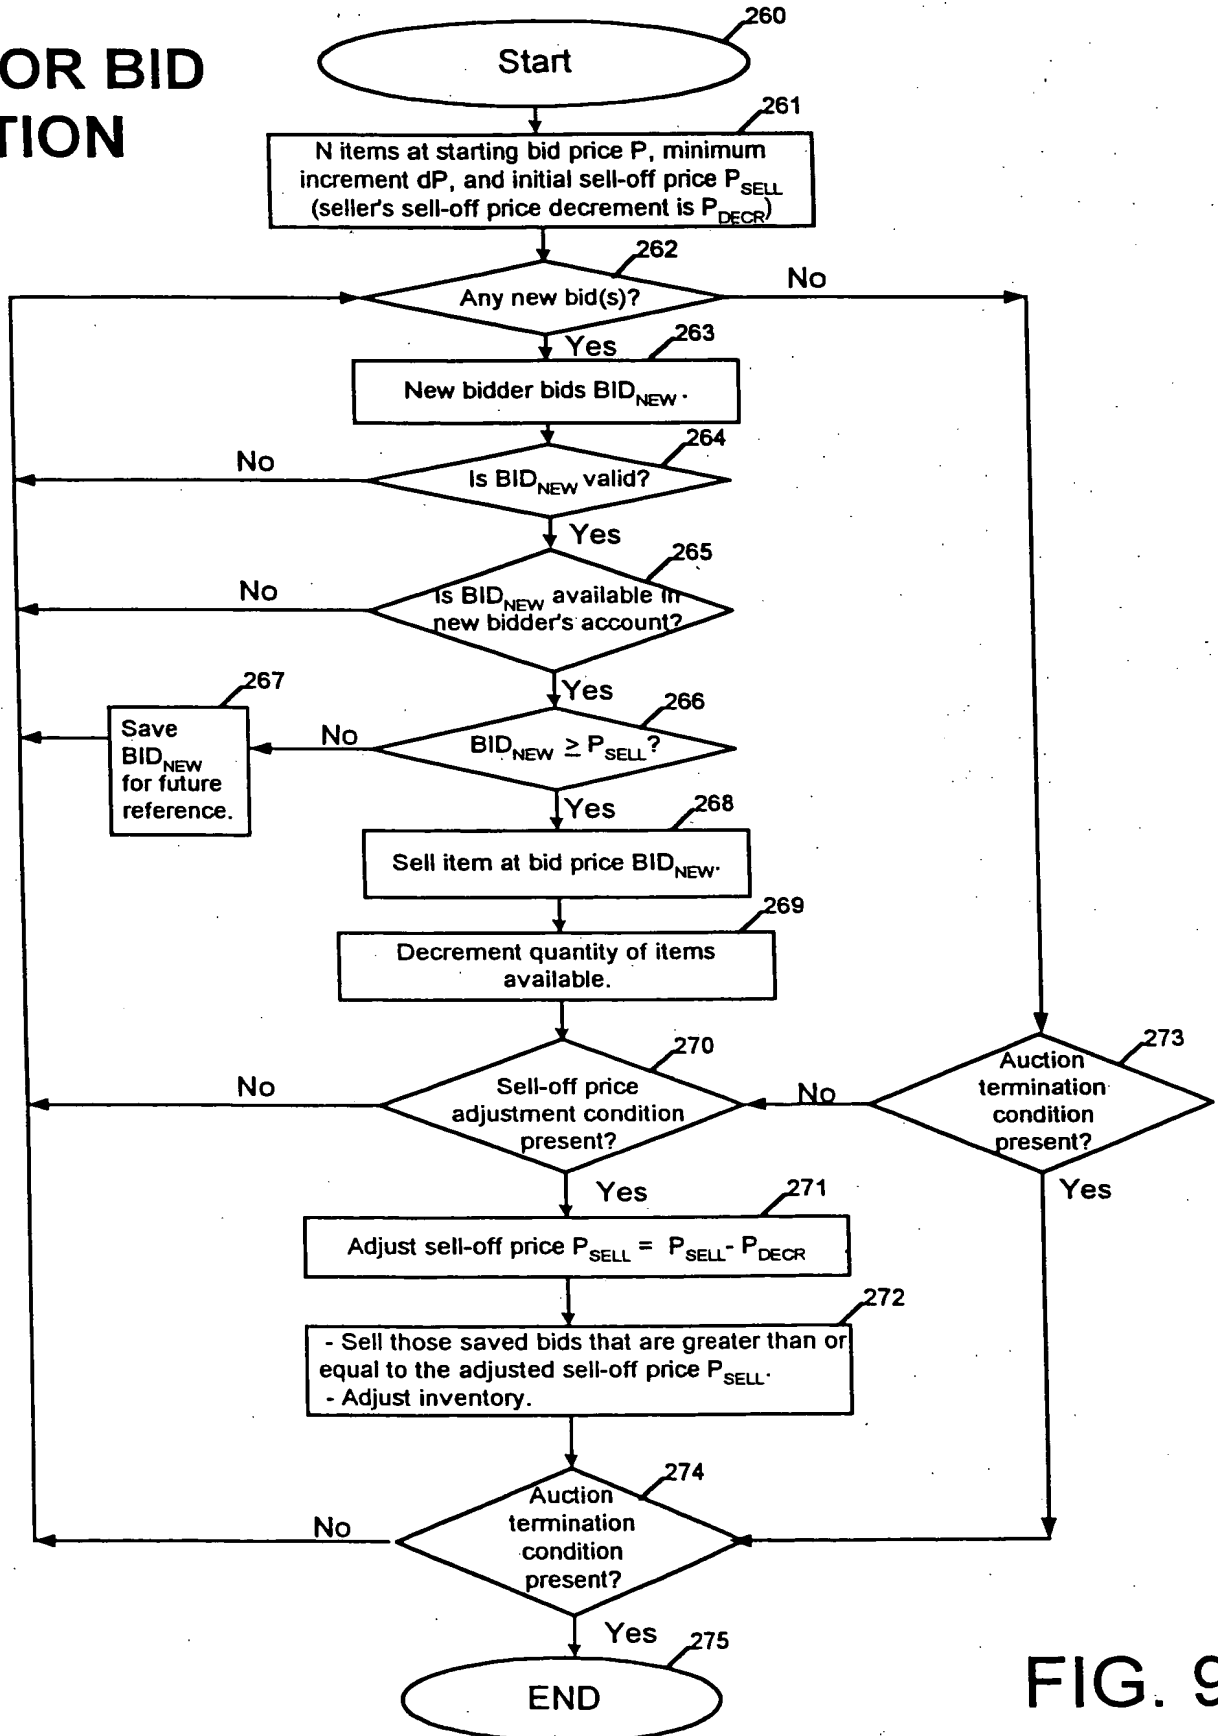 OR BID
TION
260
Start
261
N items at starting bid price P, minimum
increment dP, and initial sell-off price PSELL
(seller's sell-off price decrement is PDECR)
262
Any new bid(s)?
No
Yes
263
New bidder bids BIDNEW.
264
Is BIDNEW valid?
No
Yes
265
Is BIDNEW available in
new bidder's account?
No
Yes
266
BIDNEW ≥ PSELL?
No
267
Save
BIDNEW
for future
reference.
Yes
268
Sell item at bid price BIDNEW.
269
Decrement quantity of items
available.
270
Sell-off price
adjustment condition
present?
No
No
273
Auction
termination
condition
present?
Yes
Yes
271
Adjust sell-off price PSELL = PSELL- PDECR
272
- Sell those saved bids that are greater than or
equal to the adjusted sell-off price PSELL.
- Adjust inventory.
274
Auction
termination
condition
present?
No
Yes
275
END
FIG. 9